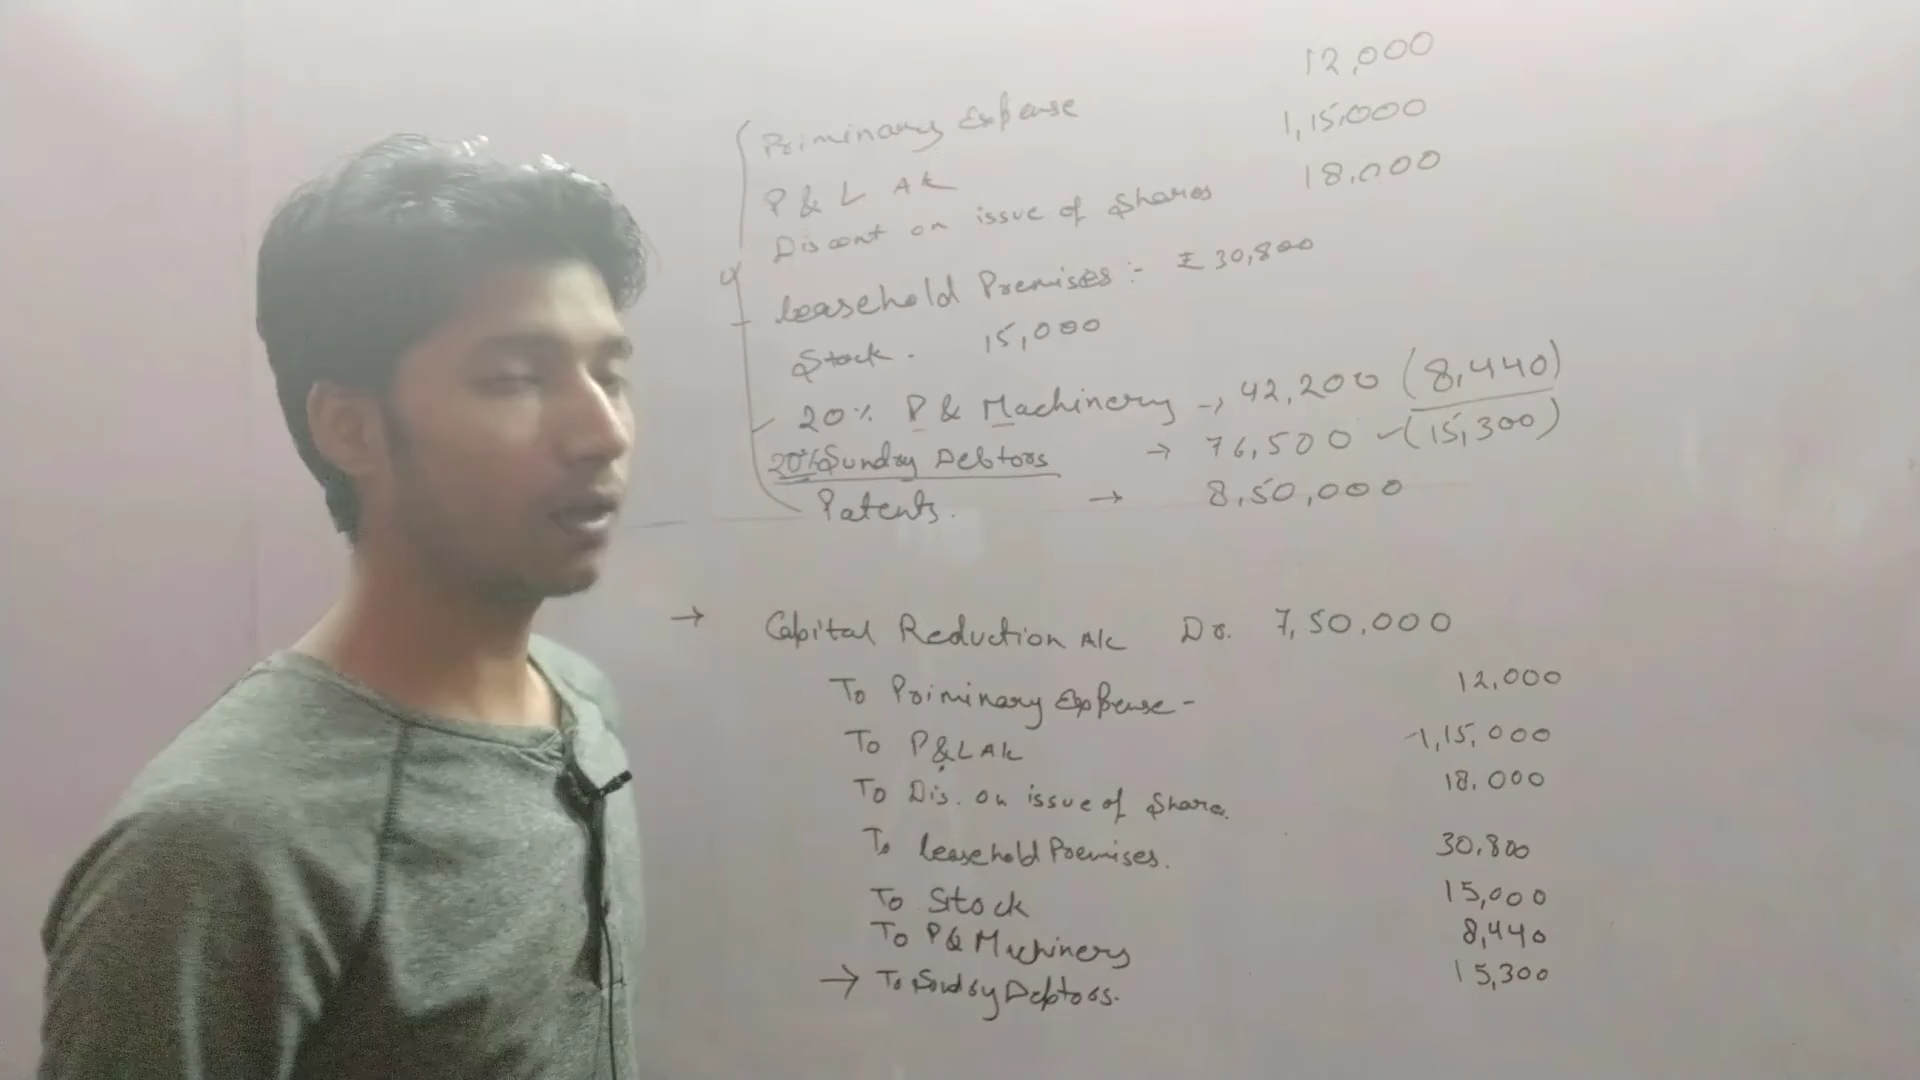 12,000
Priminary Expense 1,15,000
P & L A/c 18,000
Discont on issue of Shares
leasehold Premises :- ₹ 30,800
Stock. 15,000
20% P & Machinery -> 42,200 (8,440)
20% Sundry Debtors → 76,500 - (15,300)
Patents. → 8,50,000
→ Capital Reduction A/c Dr. 7,50,000
To Priminary Expense - 12,000
To P&L A/c 1,15,000
To Dis. on issue of Share. 18,000
To leasehold Premises. 30,800
To Stock 15,000
To P & Machinery 8,440
→ To Sundry Debtors. 15,300